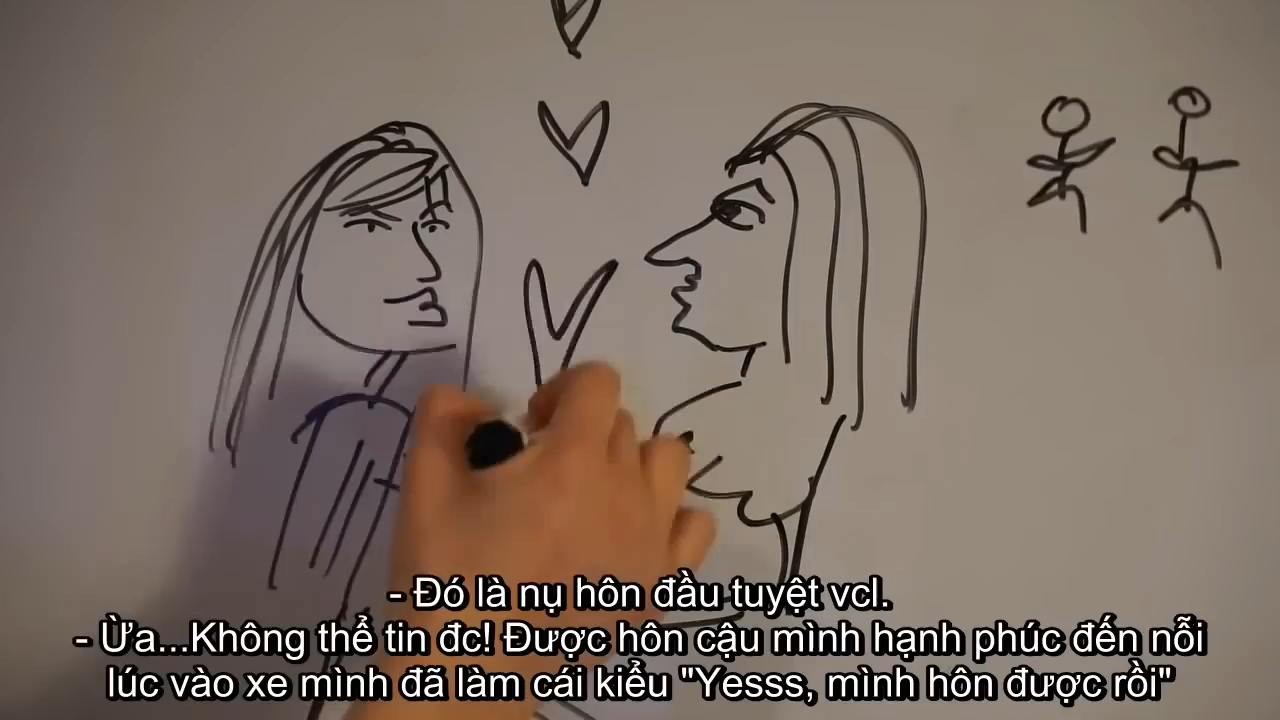 - Đó là nụ hôn đầu tuyệt vcl.
- Ừa...Không thể tin đc! Được hôn cậu mình hạnh phúc đến nỗi
lúc vào xe mình đã làm cái kiểu "Yesss, mình hôn được rồi"